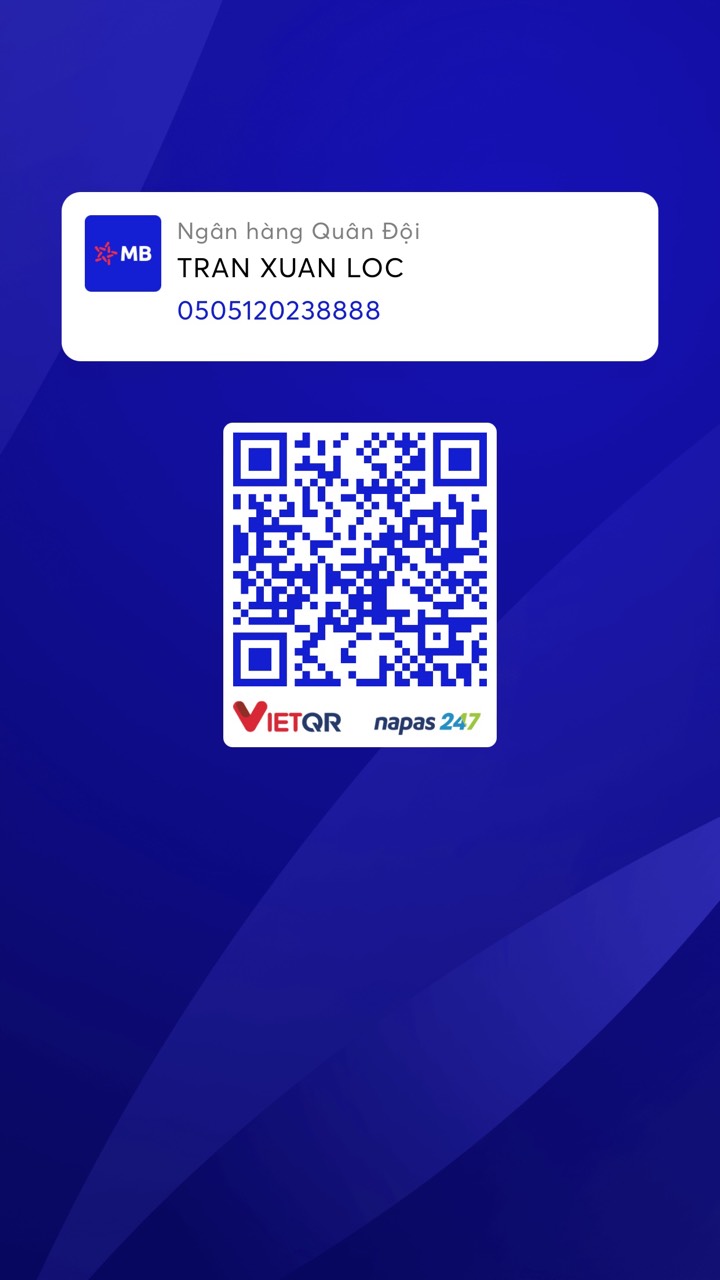 MB
Ngân hàng Quân Đội
TRAN XUAN LOC
0505120238888
VIETQR
napas 247